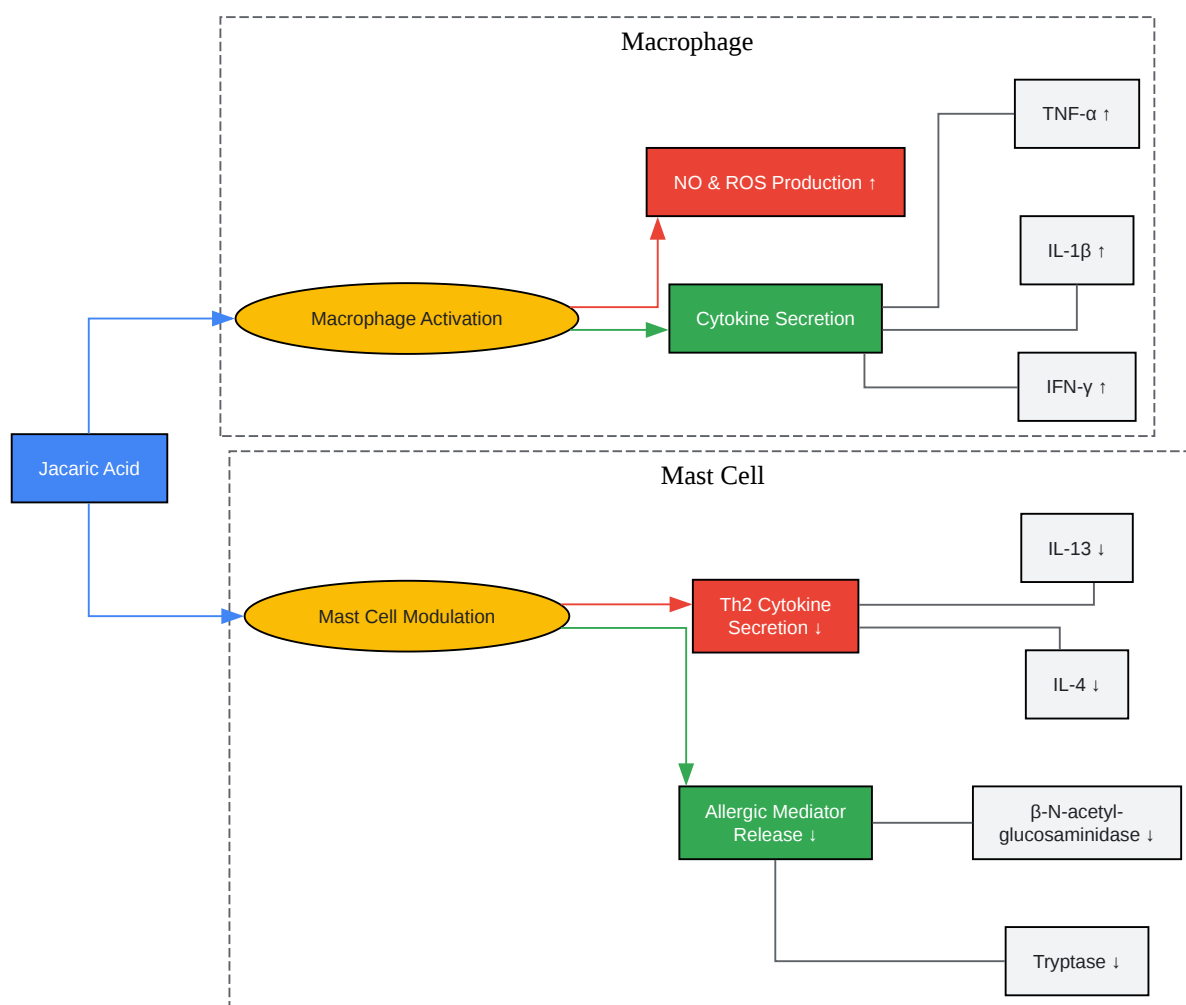 Macrophage
TNF-α ↑
NO & ROS Production ↑
IL-1β ↑
Macrophage Activation
Cytokine Secretion
IFN-γ ↑
Jacaric Acid
Mast Cell
IL-13 ↓
Mast Cell Modulation
Th2 Cytokine
Secretion ↓
IL-4 ↓
Allergic Mediator
Release ↓
β-N-acetyl-
glucosaminidase ↓
Tryptase ↓